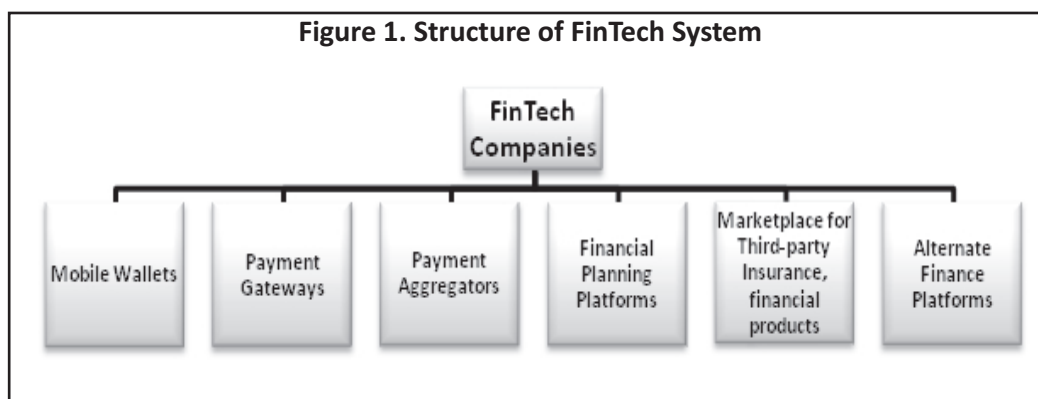 Figure 1. Structure of FinTech System
FinTech
Companies
Mobile Wallets
Payment
Gateways
Payment
Aggregators
Financial
Planning
Platforms
Marketplace for
Third-party
Insurance,
financial
products
Alternate
Finance
Platforms